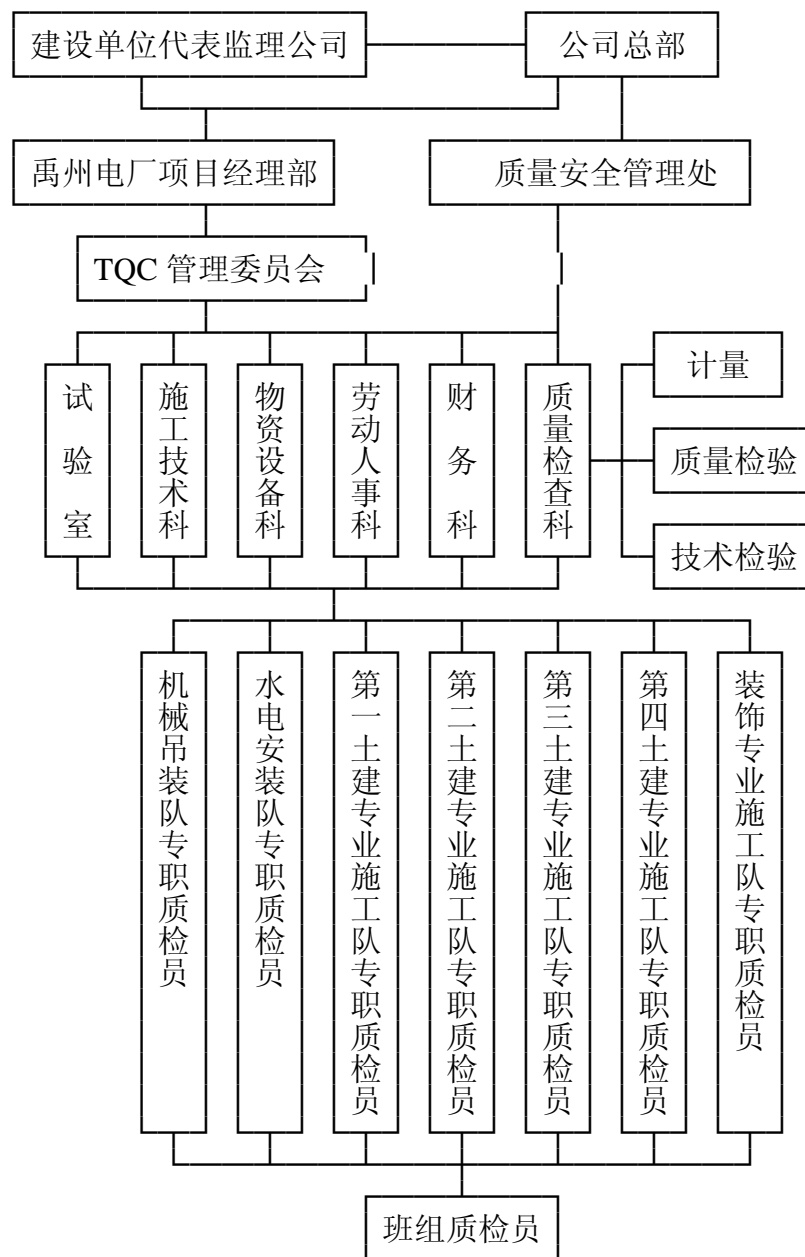 建设单位代表监理公司
公司总部
禹州电厂项目经理部
质量安全管理处
TQC 管理委员会
试验室
施工技术科
物资设备科
劳动人事科
财务科
质量检查科
计量
质量检验
技术检验
机械吊装队专职质检员
水电安装队专职质检员
第一土建专业施工队专职质检员
第二土建专业施工队专职质检员
第三土建专业施工队专职质检员
第四土建专业施工队专职质检员
装饰专业施工队专职质检员
班组质检员